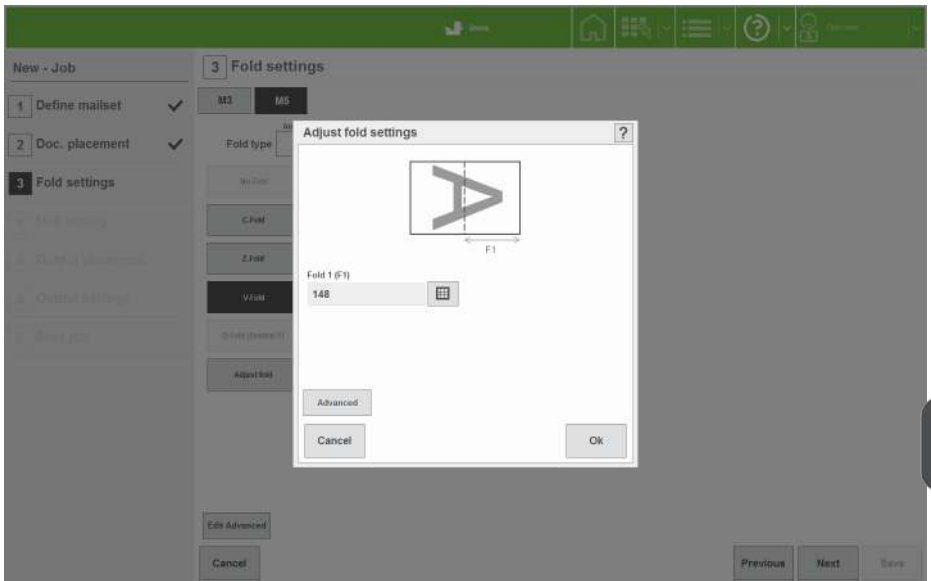 New - Job
3 Fold settings
1 Define mailset
2 Doc. placement
3 Fold settings
M3 M5
Fold type
No-Fold
C-Fold
Z-Fold
V-Fold
Adjust fold
Adjust fold settings ?
F1
Fold 1 (F1)
148
Advanced
Cancel Ok
Edit Advanced
Cancel Previous Next Save